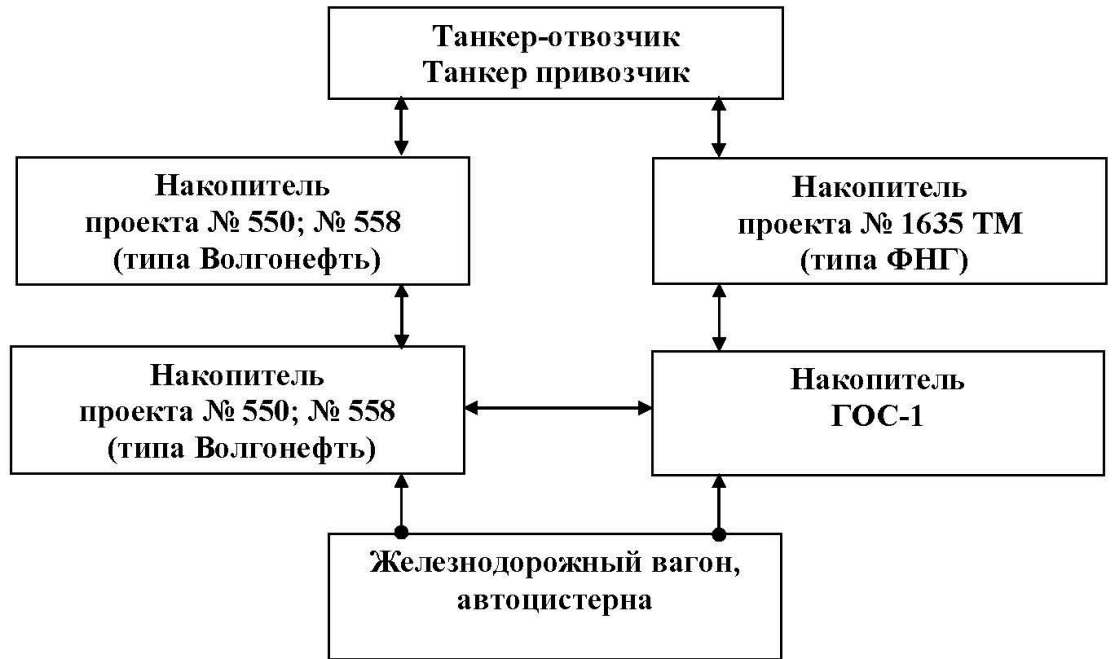 Танкер-отвозчик
Танкер привозчик
Накопитель
проекта № 550; № 558
(типа Волгонефть)
Накопитель
проекта № 1635 ТМ
(типа ФНГ)
Накопитель
проекта № 550; № 558
(типа Волгонефть)
Накопитель
ГОС-1
Железнодорожный вагон,
автоцистерна